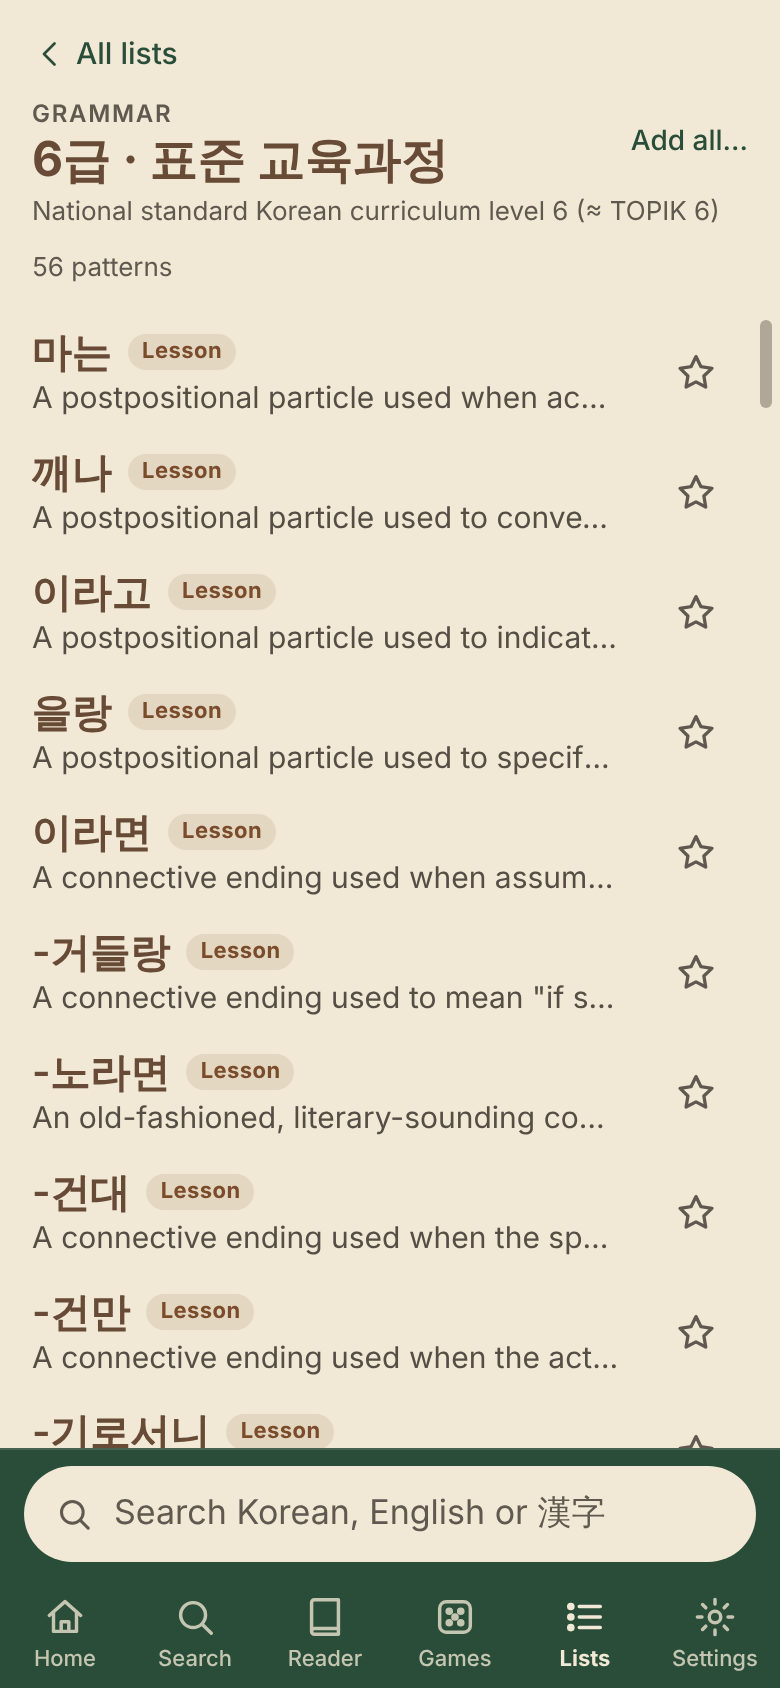 All lists
GRAMMAR
6급 · 표준 교육과정
Add all...
National standard Korean curriculum level 6 (≈ TOPIK 6)
56 patterns
마는 Lesson
A postpositional particle used when ac...
깨나 Lesson
A postpositional particle used to conve...
이라고 Lesson
A postpositional particle used to indicat...
을랑 Lesson
A postpositional particle used to specif...
이라면 Lesson
A connective ending used when assum...
-거들랑 Lesson
A connective ending used to mean "if s...
-노라면 Lesson
An old-fashioned, literary-sounding co...
-건대 Lesson
A connective ending used when the sp...
-건만 Lesson
A connective ending used when the act...
-기로서니 Lesson
Search Korean, English or 漢字
Home Search Reader Games Lists Settings